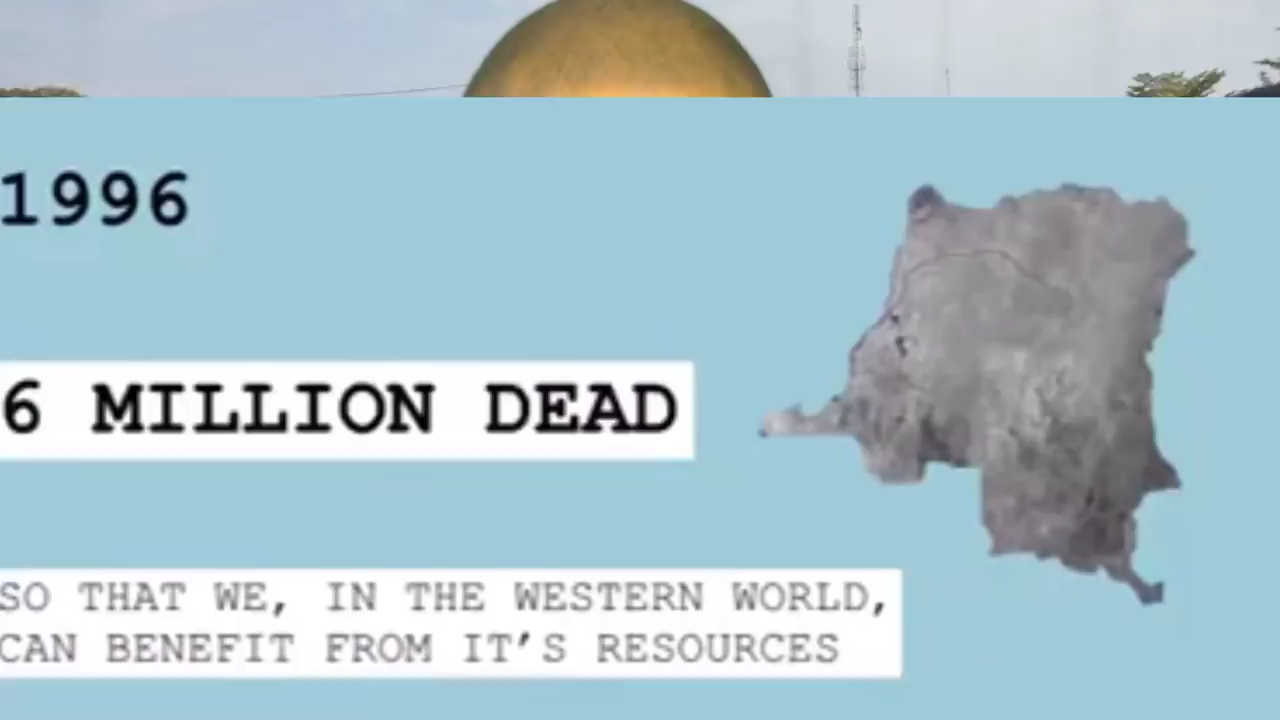 1996
6 MILLION DEAD
SO THAT WE, IN THE WESTERN WORLD,
CAN BENEFIT FROM IT'S RESOURCES